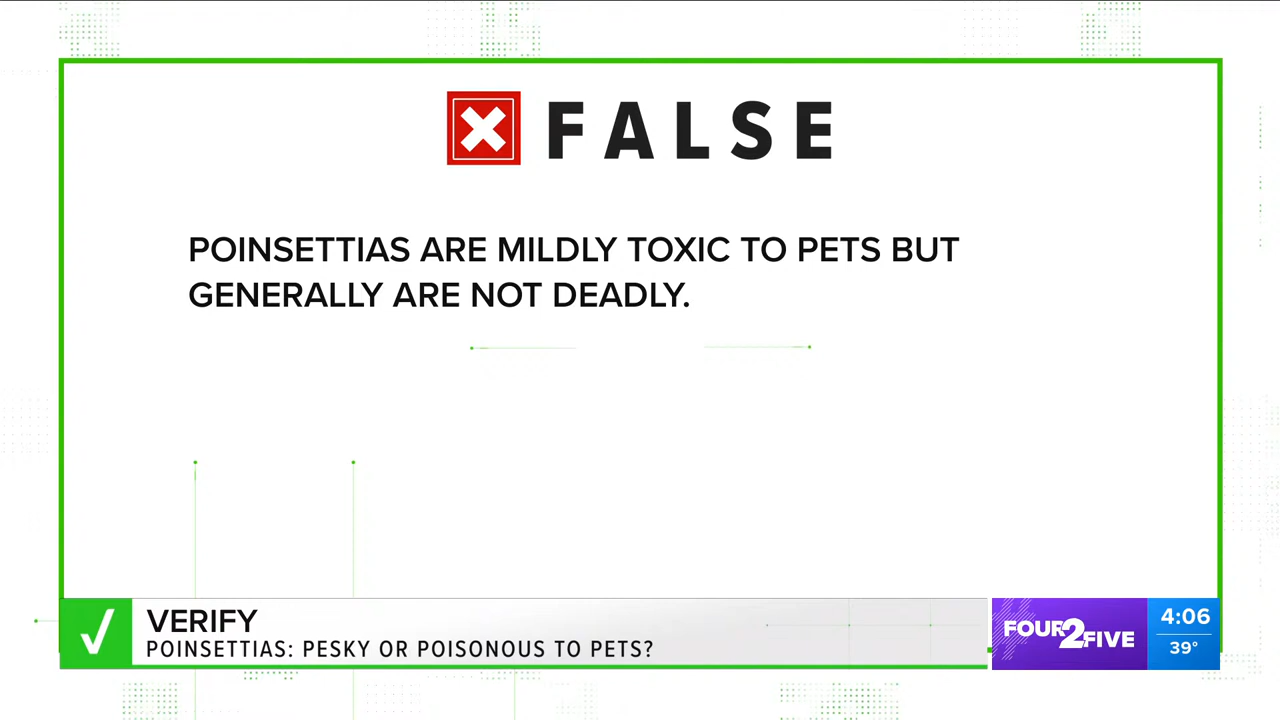 FALSE
POINSETTIAS ARE MILDLY TOXIC TO PETS BUT
GENERALLY ARE NOT DEADLY.
VERIFY
POINSETTIAS: PESKY OR POISONOUS TO PETS?
FOUR2FIVE
4:06
39°